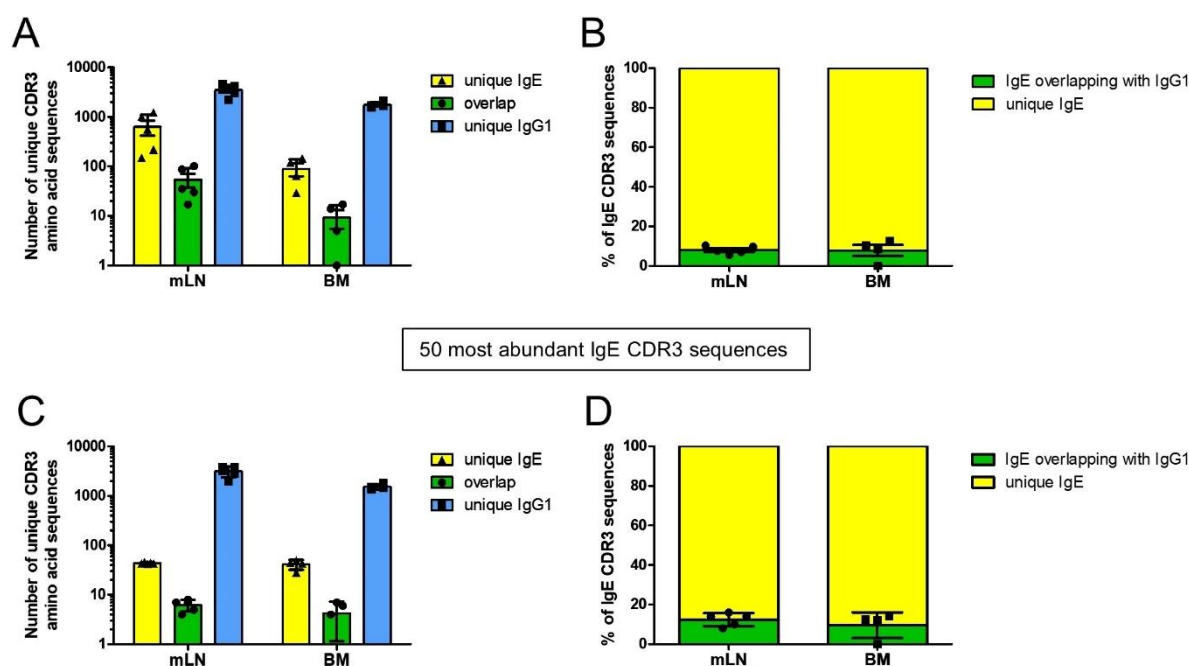 A
Number of unique CDR3
amino acid sequences
10000
1000
100
10
1
mLN
BM
unique IgE
overlap
unique IgG1
B
% of IgE CDR3 sequences
100
80
60
40
20
0
mLN
BM
IgE overlapping with IgG1
unique IgE
50 most abundant IgE CDR3 sequences
C
Number of unique CDR3
amino acid sequences
10000
1000
100
10
1
mLN
BM
unique IgE
overlap
unique IgG1
D
% of IgE CDR3 sequences
100
80
60
40
20
0
mLN
BM
IgE overlapping with IgG1
unique IgE